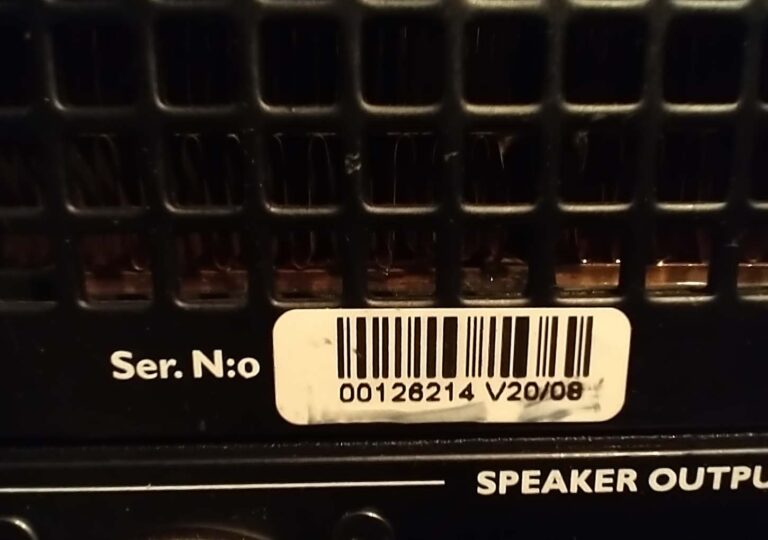 Ser. N:o
00126214 V20/08
SPEAKER OUTPU